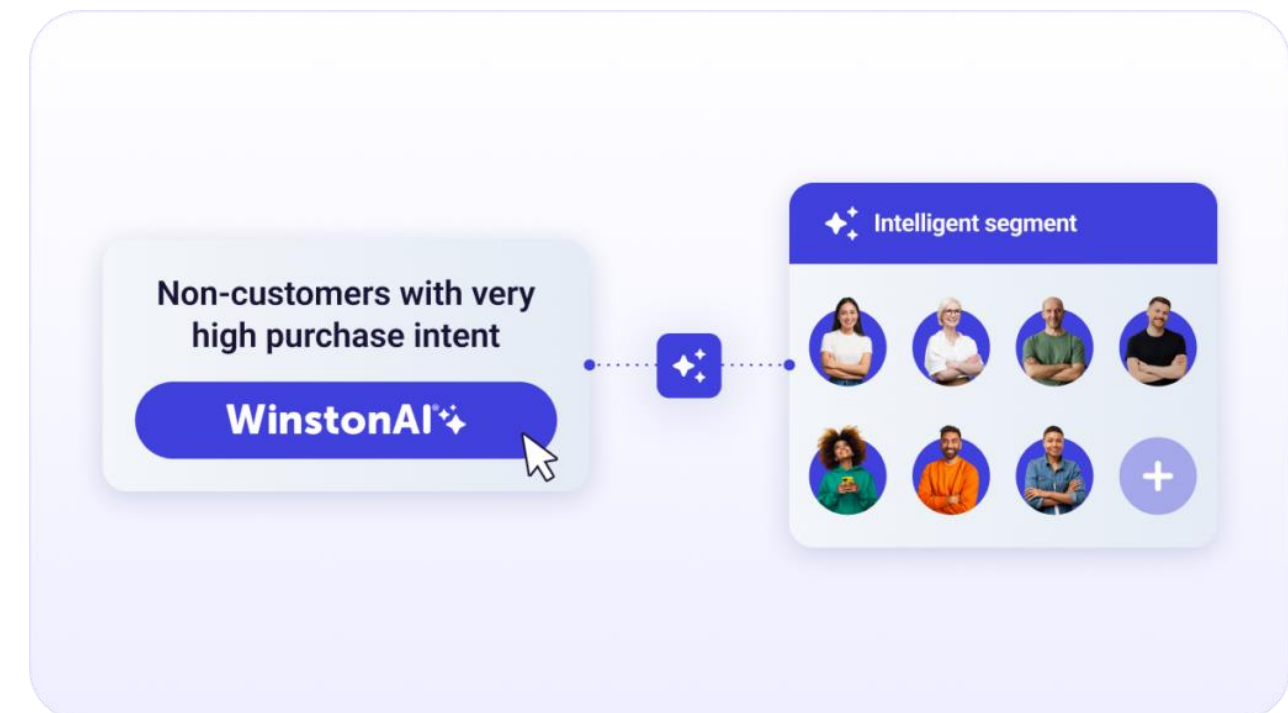 Non-customers with very
high purchase intent
WinstonAI®
Intelligent segment